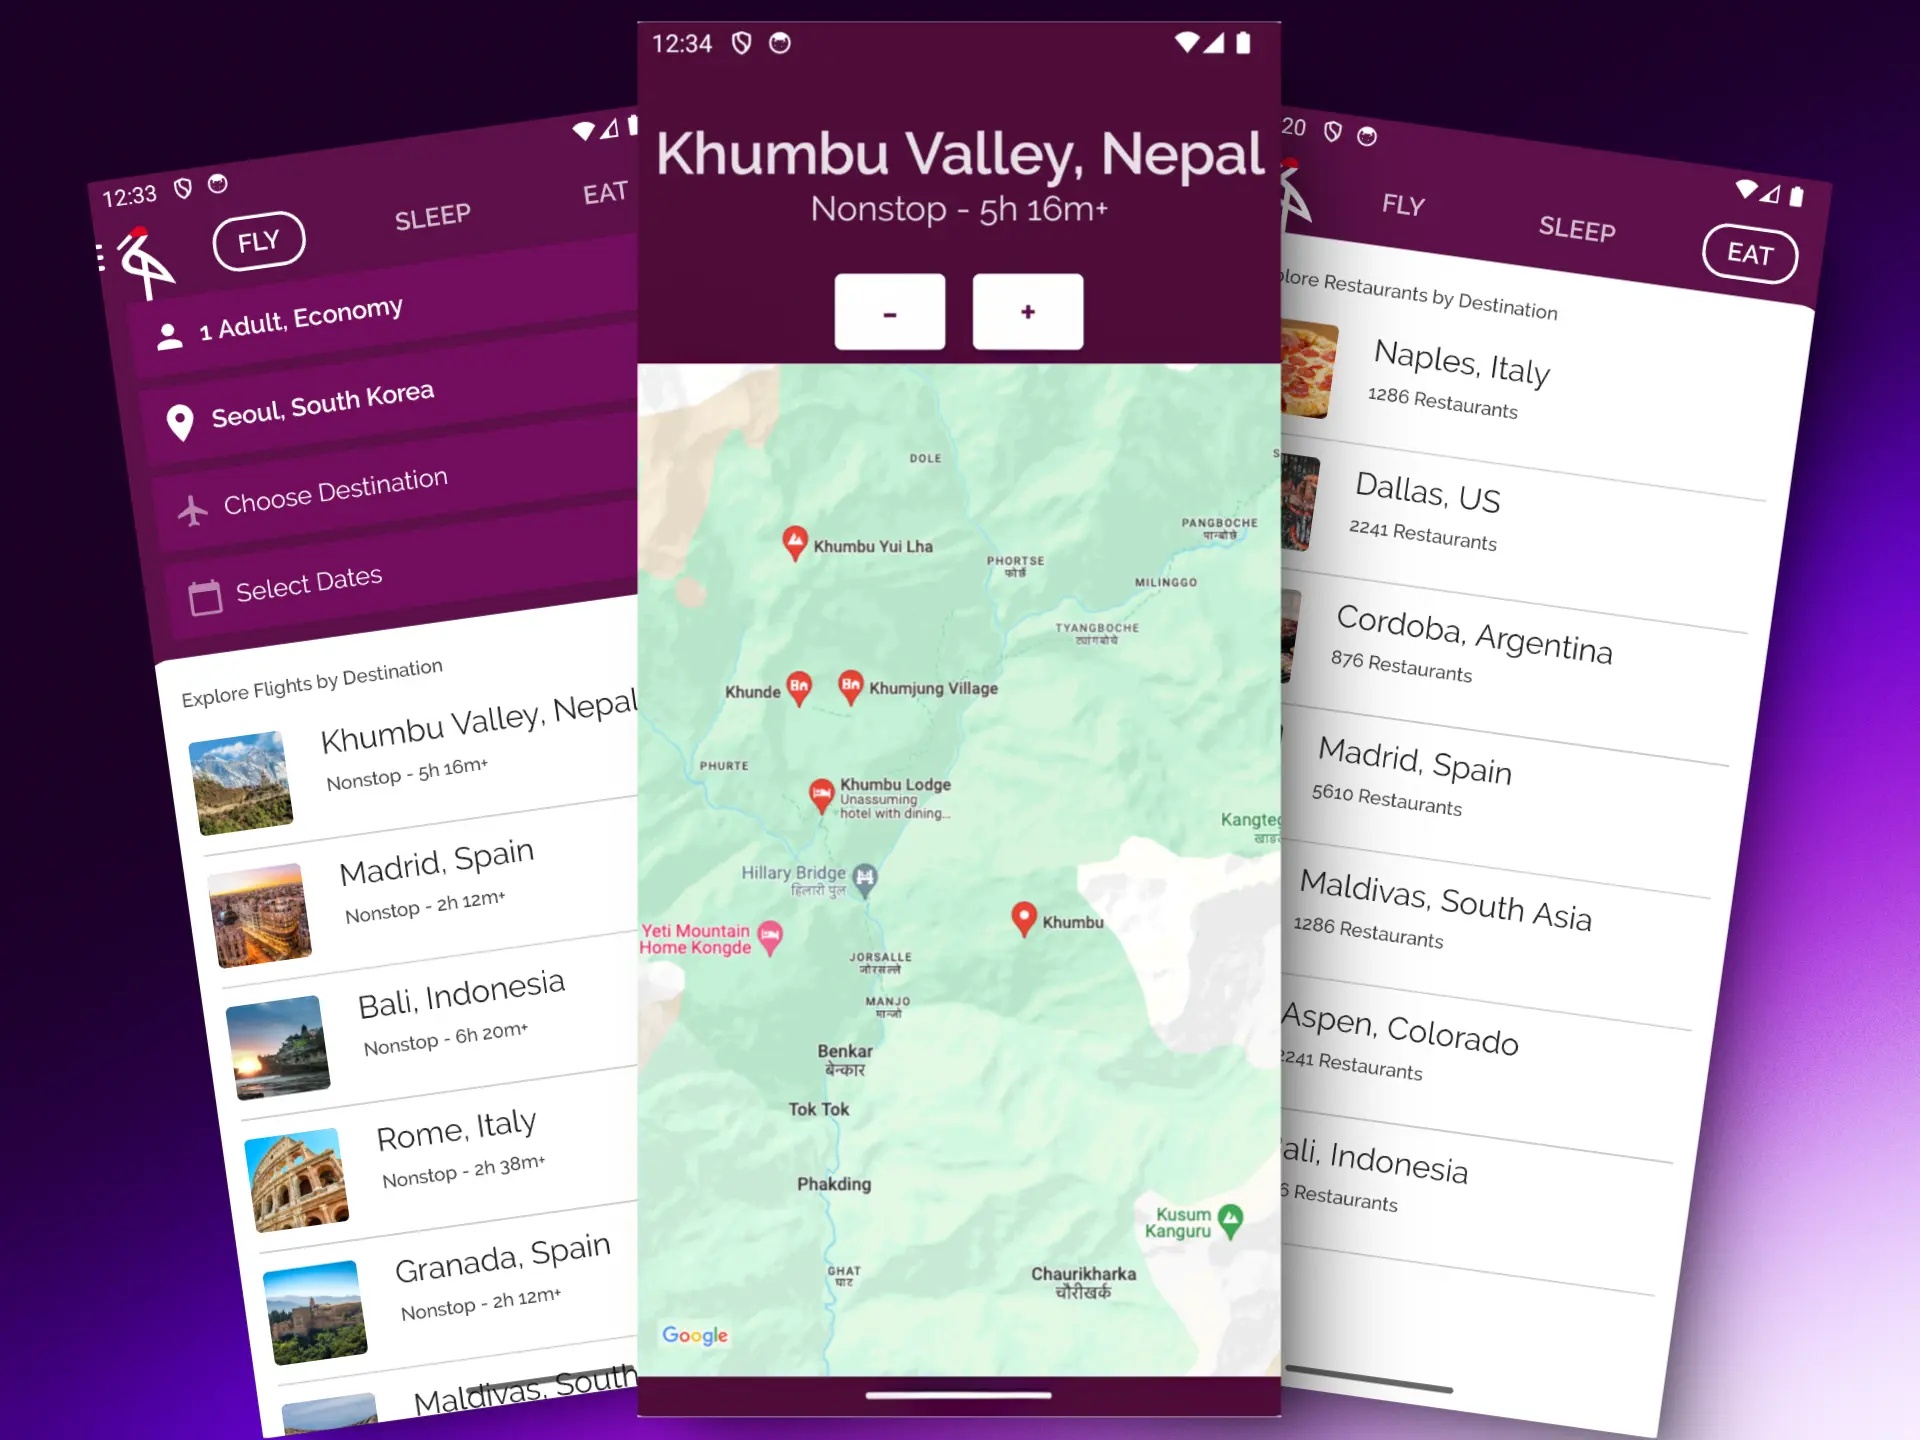 12:33
FLY
SLEEP
EAT
1 Adult, Economy
Seoul, South Korea
Choose Destination
Select Dates
Explore Flights by Destination
Khumbu Valley, Nepal
Nonstop - 5h 16m+
Madrid, Spain
Nonstop - 2h 12m+
Bali, Indonesia
Nonstop - 6h 20m+
Rome, Italy
Nonstop - 2h 38m+
Granada, Spain
Nonstop - 2h 12m+
Maldivas, South
12:34
Khumbu Valley, Nepal
Nonstop - 5h 16m+
-
+
DOLE
PANGBOCHE
पान्बोछे
Khumbu Yui Lha
PHORTSE
फोर्छे
MILINGGO
TYANGBOCHE
त्यांगबोचे
Khunde
Khumjung Village
PHURTE
Khumbu Lodge
Unassuming
hotel with dining...
Kangteg
Hillary Bridge
हिलारी पुल
Khumbu
Yeti Mountain
Home Kongde
JORSALLE
जोरसल्ले
MANJO
मान्जो
Benkar
बेन्कार
Tok Tok
Phakding
Kusum
Kanguru
GHAT
घाट
Chaurikharka
चौरीखर्क
Google
20
FLY
SLEEP
EAT
plore Restaurants by Destination
Naples, Italy
1286 Restaurants
Dallas, US
2241 Restaurants
Cordoba, Argentina
876 Restaurants
Madrid, Spain
5610 Restaurants
Maldivas, South Asia
1286 Restaurants
Aspen, Colorado
2241 Restaurants
ali, Indonesia
6 Restaurants